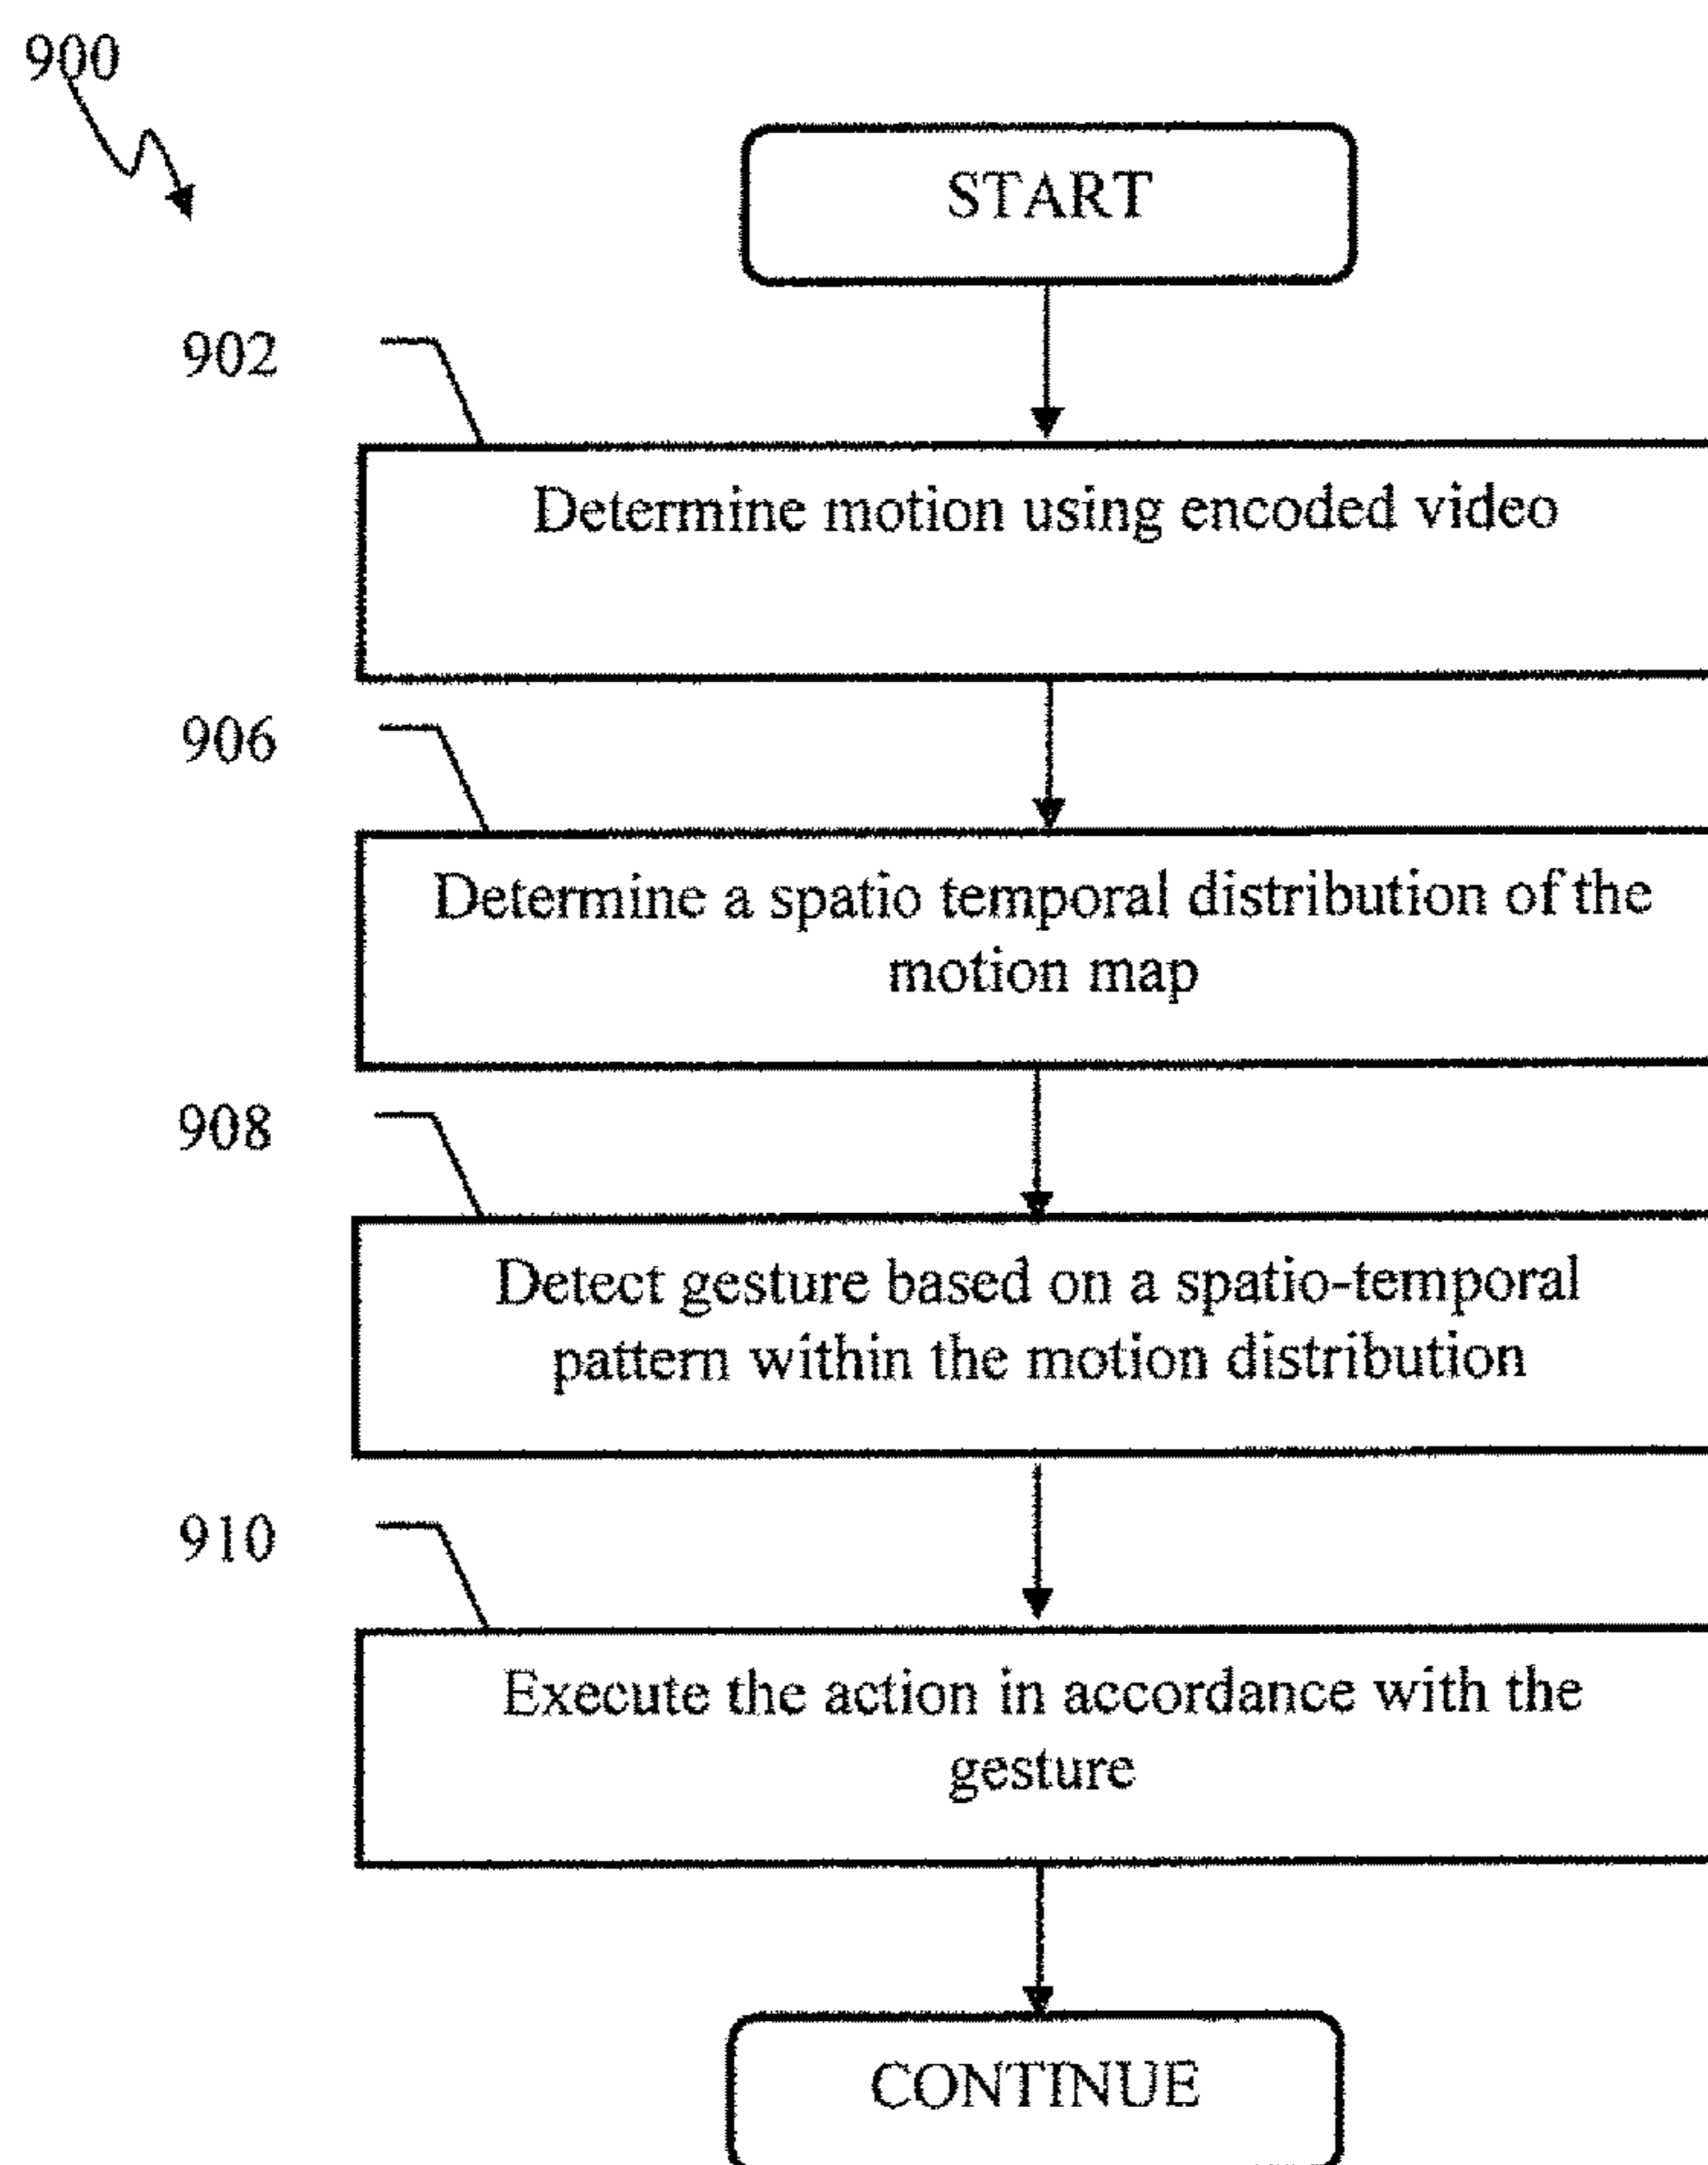 900
START
902
Determine motion using encoded video
906
Determine a spatio temporal distribution of the
motion map
908
Detect gesture based on a spatio-temporal
pattern within the motion distribution
910
Execute the action in accordance with the
gesture
CONTINUE